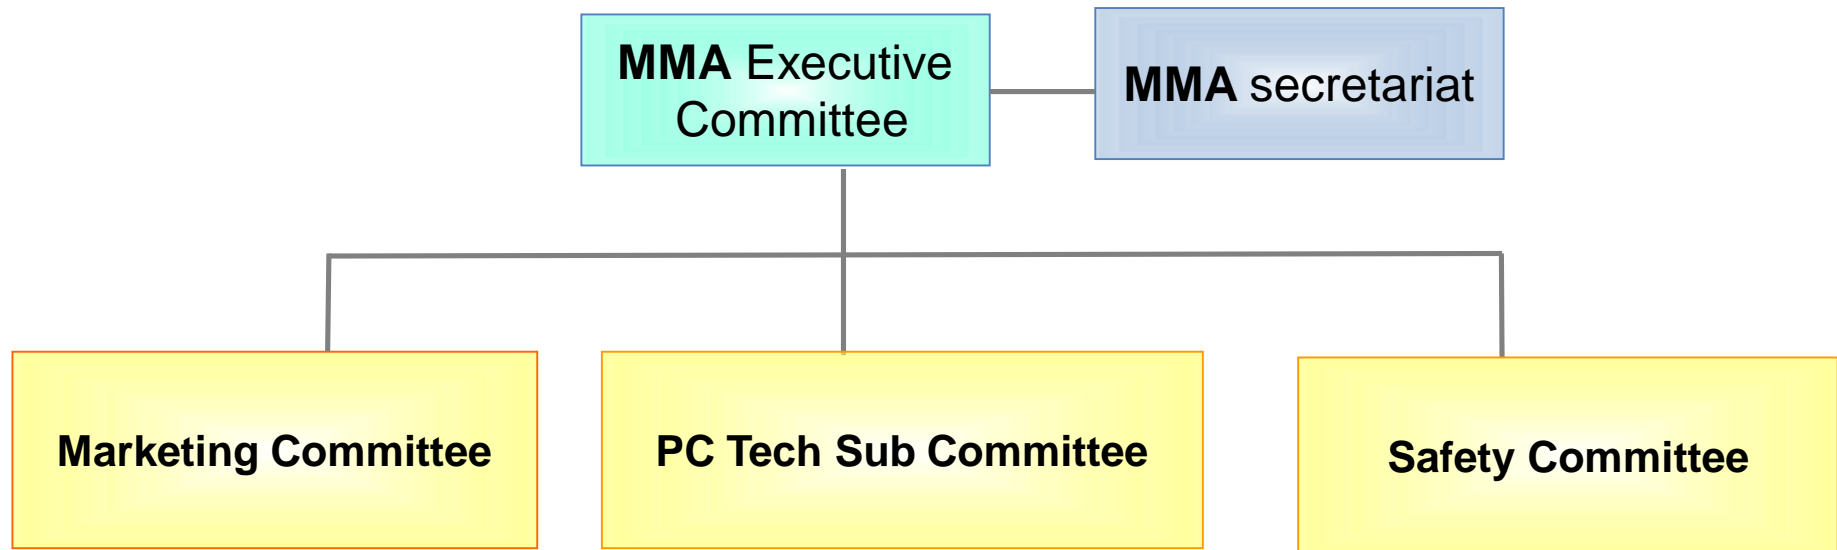 MMA Executive
Committee
MMA secretariat
Marketing Committee
PC Tech Sub Committee
Safety Committee